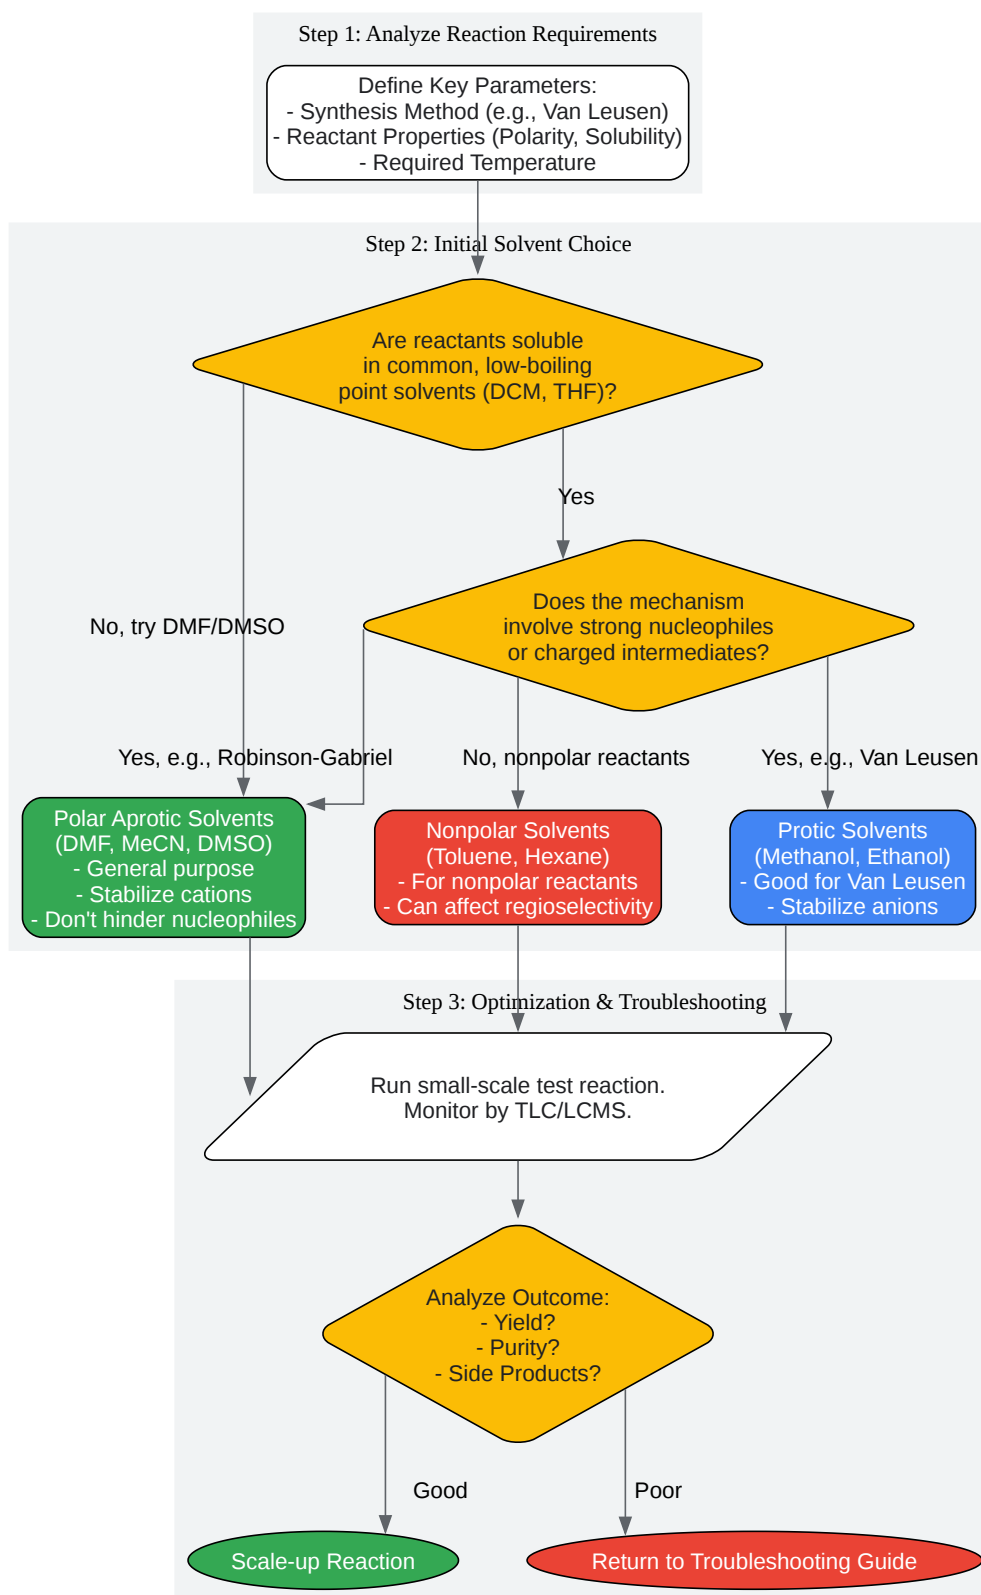 Step 1: Analyze Reaction Requirements
Define Key Parameters:
- Synthesis Method (e.g., Van Leusen)
- Reactant Properties (Polarity, Solubility)
- Required Temperature
Step 2: Initial Solvent Choice
Are reactants soluble
in common, low-boiling
point solvents (DCM, THF)?
Yes
Does the mechanism
involve strong nucleophiles
or charged intermediates?
No, try DMF/DMSO
Yes, e.g., Robinson-Gabriel
No, nonpolar reactants
Yes, e.g., Van Leusen
Polar Aprotic Solvents
(DMF, MeCN, DMSO)
- General purpose
- Stabilize cations
- Don't hinder nucleophiles
Nonpolar Solvents
(Toluene, Hexane)
- For nonpolar reactants
- Can affect regioselectivity
Protic Solvents
(Methanol, Ethanol)
- Good for Van Leusen
- Stabilize anions
Step 3: Optimization & Troubleshooting
Run small-scale test reaction.
Monitor by TLC/LCMS.
Analyze Outcome:
- Yield?
- Purity?
- Side Products?
Good
Poor
Scale-up Reaction
Return to Troubleshooting Guide